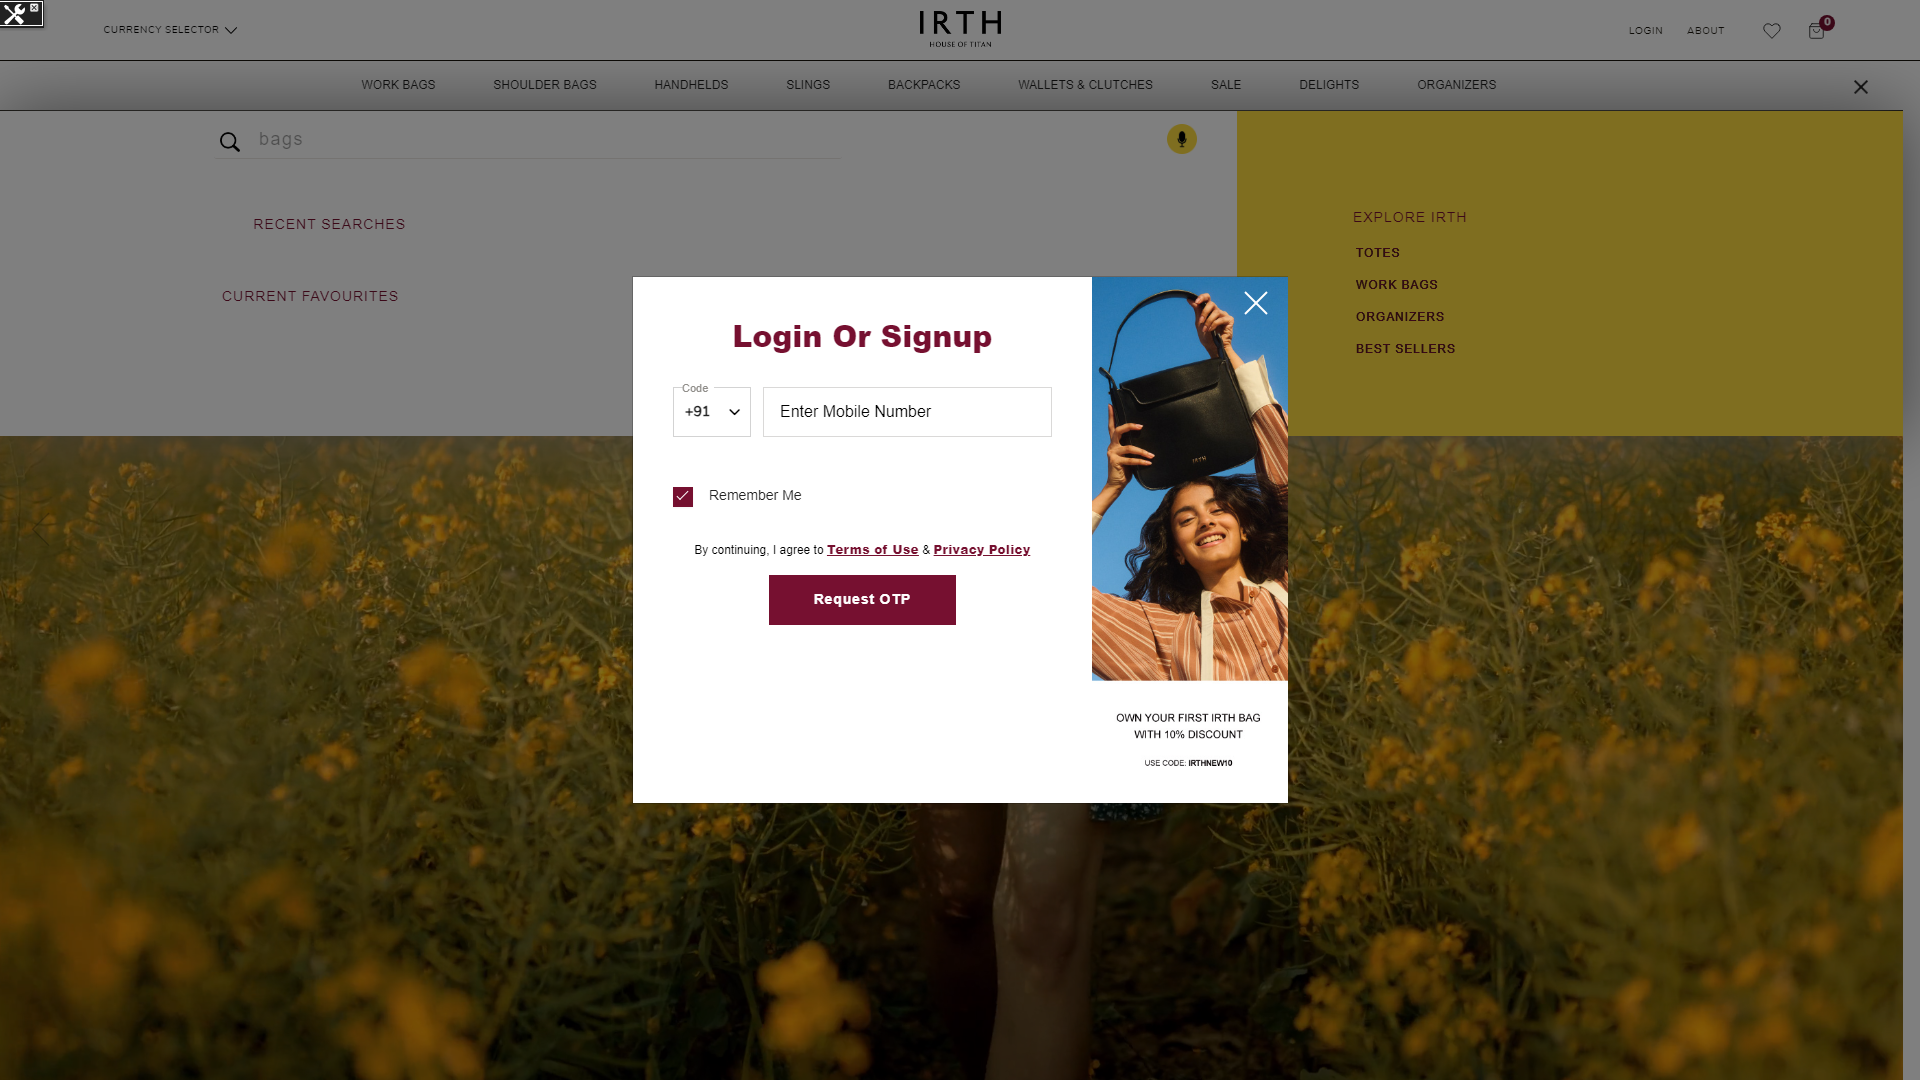 CURRENCY SELECTOR
IRTH
HOUSE OF TITAN
LOGIN
ABOUT
0
WORK BAGS
SHOULDER BAGS
HANDHELDS
SLINGS
BACKPACKS
WALLETS & CLUTCHES
SALE
DELIGHTS
ORGANIZERS
bags
RECENT SEARCHES
CURRENT FAVOURITES
EXPLORE IRTH
TOTES
WORK BAGS
ORGANIZERS
BEST SELLERS
Login Or Signup
Code
+91
Enter Mobile Number
Remember Me
By continuing, I agree to Terms of Use & Privacy Policy
Request OTP
IRTH
OWN YOUR FIRST IRTH BAG
WITH 10% DISCOUNT
USE CODE: IRTHNEW10